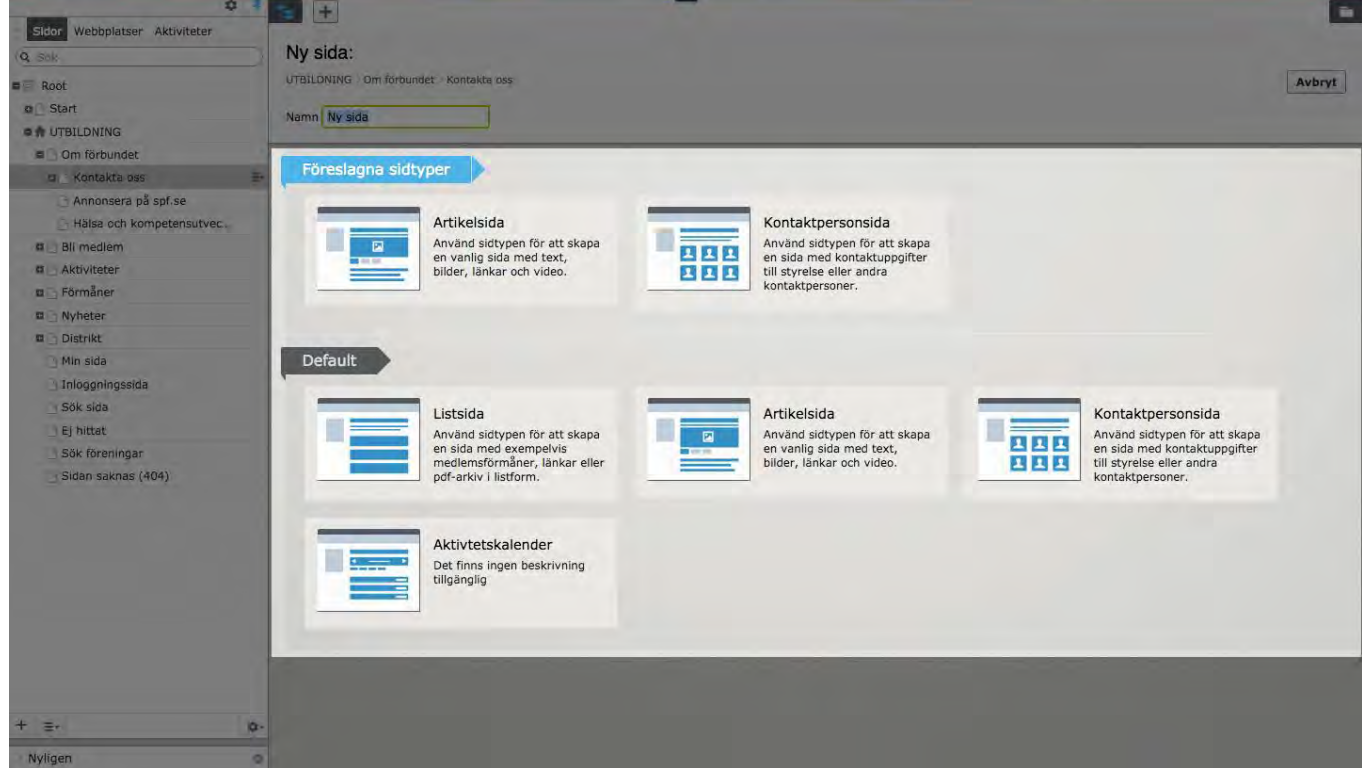 Sidor Webbplatser Aktiviteter
Sök
Root
Start
UTBILDNING
Om förbundet
Kontakta oss
Annonsera på spf.se
Hälsa och kompetensutvec..
Bli medlem
Aktiviteter
Förmåner
Nyheter
Distrikt
Min sida
Inloggningssida
Sök sida
Ej hittat
Sök föreningar
Sidan saknas (404)
Nyligen
Ny sida:
UTBILDNING Om förbundet Kontakta oss
Avbryt
Namn Ny sida
Föreslagna sidtyper
Artikelsida
Använd sidtypen för att skapa
en vanlig sida med text,
bilder, länkar och video.
Kontaktpersonsida
Använd sidtypen för att skapa
en sida med kontaktuppgifter
till styrelse eller andra
kontaktpersoner.
Default
Listsida
Använd sidtypen för att skapa
en sida med exempelvis
medlemsförmåner, länkar eller
pdf-arkiv i listform.
Artikelsida
Använd sidtypen för att skapa
en vanlig sida med text,
bilder, länkar och video.
Kontaktpersonsida
Använd sidtypen för att skapa
en sida med kontaktuppgifter
till styrelse eller andra
kontaktpersoner.
Aktivtetskalender
Det finns ingen beskrivning
tillgänglig